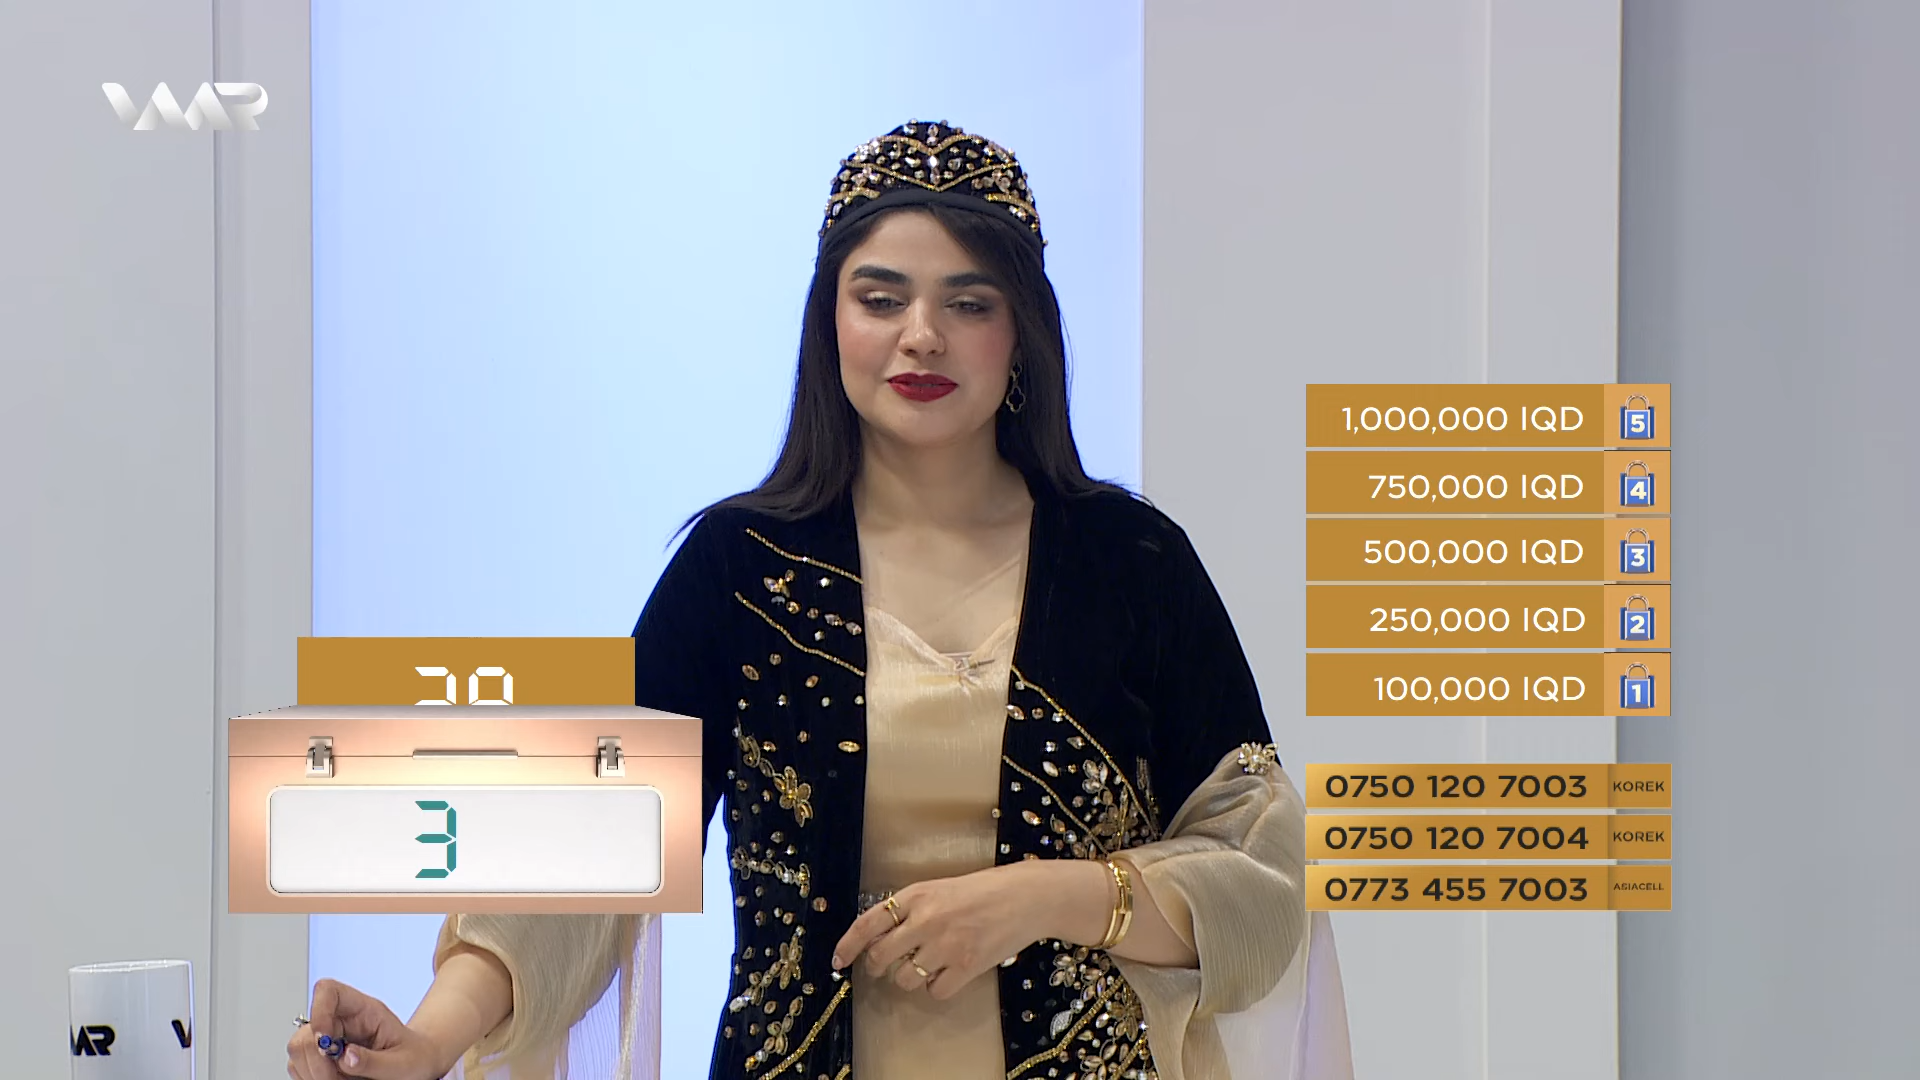 VAAR
1,000,000 IQD 5
750,000 IQD 4
500,000 IQD 3
250,000 IQD 2
100,000 IQD 1
3
0750 120 7003 KOREK
0750 120 7004 KOREK
0773 455 7003 ASIACELL